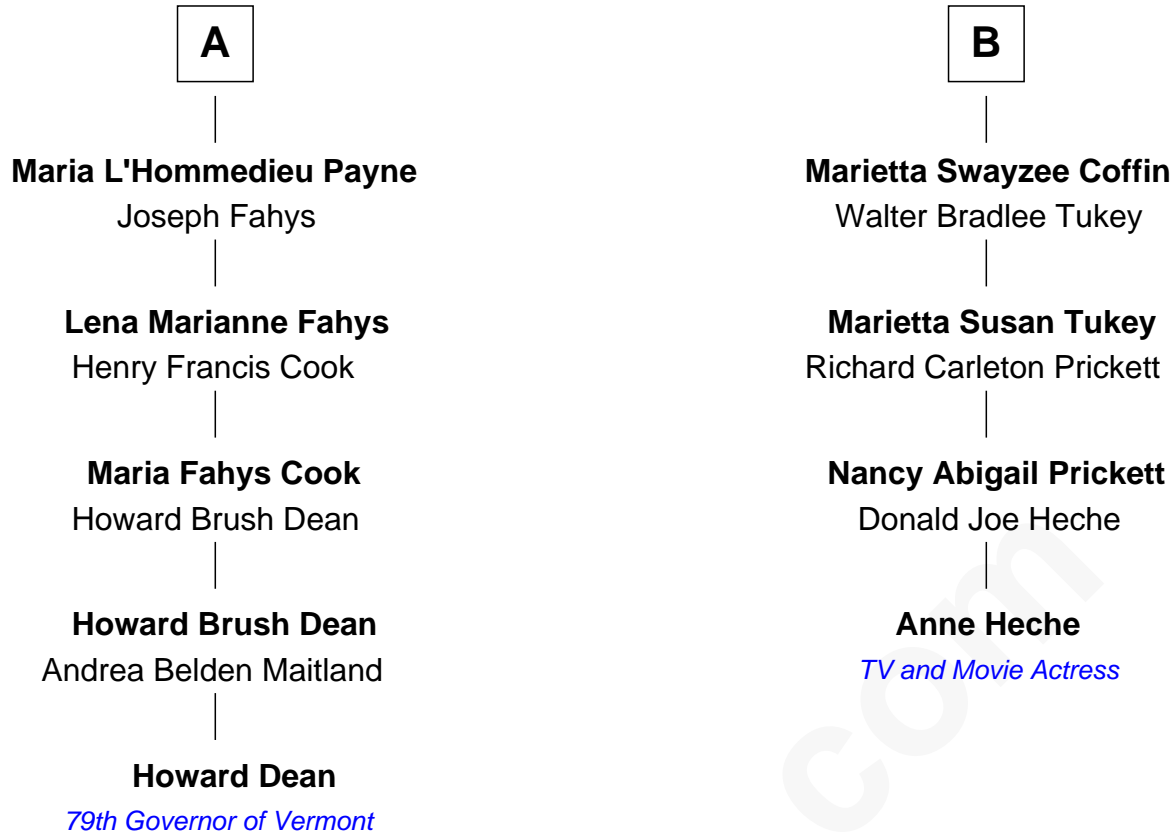 A
Maria L'Hommedieu Payne
Joseph Fahys
Lena Marianne Fahys
Henry Francis Cook
Maria Fahys Cook
Howard Brush Dean
Howard Brush Dean
Andrea Belden Maitland
Howard Dean
79th Governor of Vermont
B
Marietta Swayzee Coffin
Walter Bradlee Tukey
Marietta Susan Tukey
Richard Carleton Prickett
Nancy Abigail Prickett
Donald Joe Heche
Anne Heche
TV and Movie Actress
com